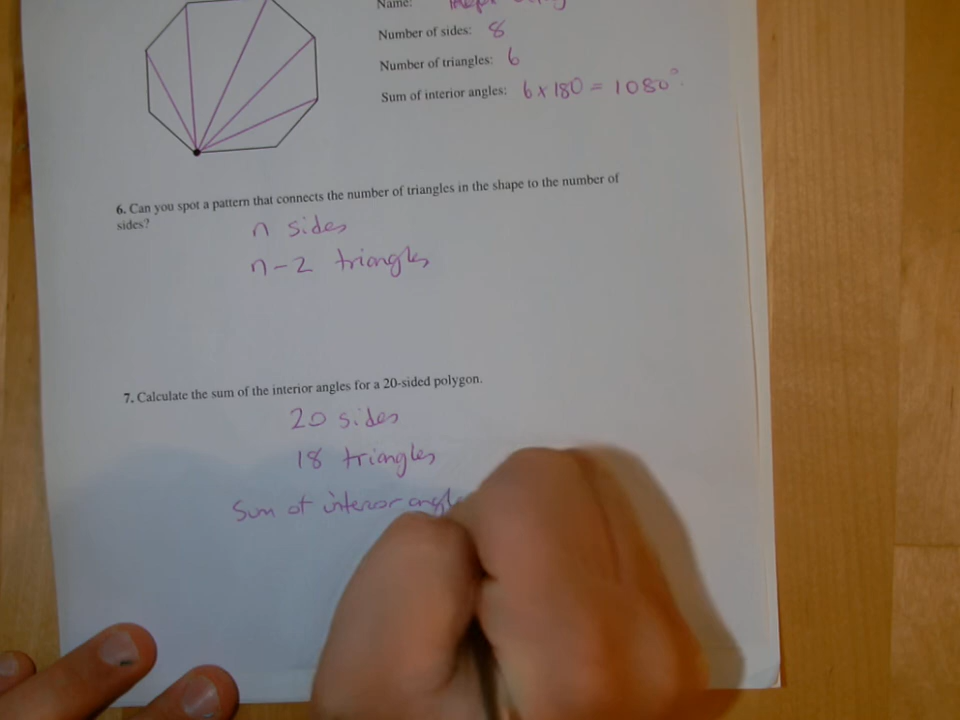 Name:
Number of sides: 8
Number of triangles: 6
Sum of interior angles: 6 x 180 = 1080°
6. Can you spot a pattern that connects the number of triangles in the shape to the number of
sides?
n sides
n-2 triangles
7. Calculate the sum of the interior angles for a 20-sided polygon.
20 sides
18 triangles
Sum of interior